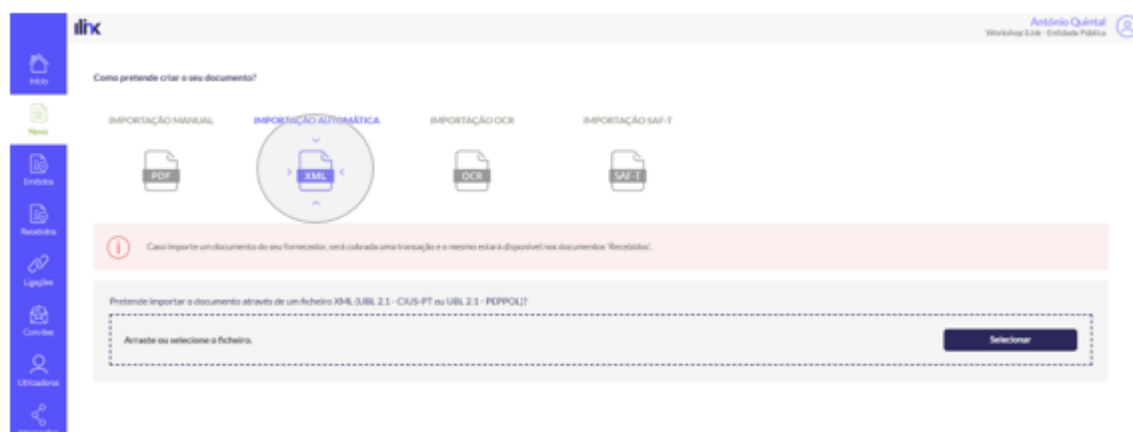 ilink
António Quintal
Workshop iLink - Entidade Pública
Início
Novo
Emitidos
Recebidos
Ligações
Convites
Utilizadores
Como pretende criar o seu documento?
IMPORTAÇÃO MANUAL
IMPORTAÇÃO AUTOMÁTICA
IMPORTAÇÃO OCR
IMPORTAÇÃO SAF-T
PDF
XML
OCR
SAF-T
Caso importe um documento do seu fornecedor, será cobrada uma transação e o mesmo estará disponível nos documentos 'Recebidos'.
Pretende importar o documento através de um ficheiro XML (UBL 2.1 - CIUS-PT ou UBL 2.1 - PEPPOL)?
Arraste ou selecione o ficheiro.
Selecionar